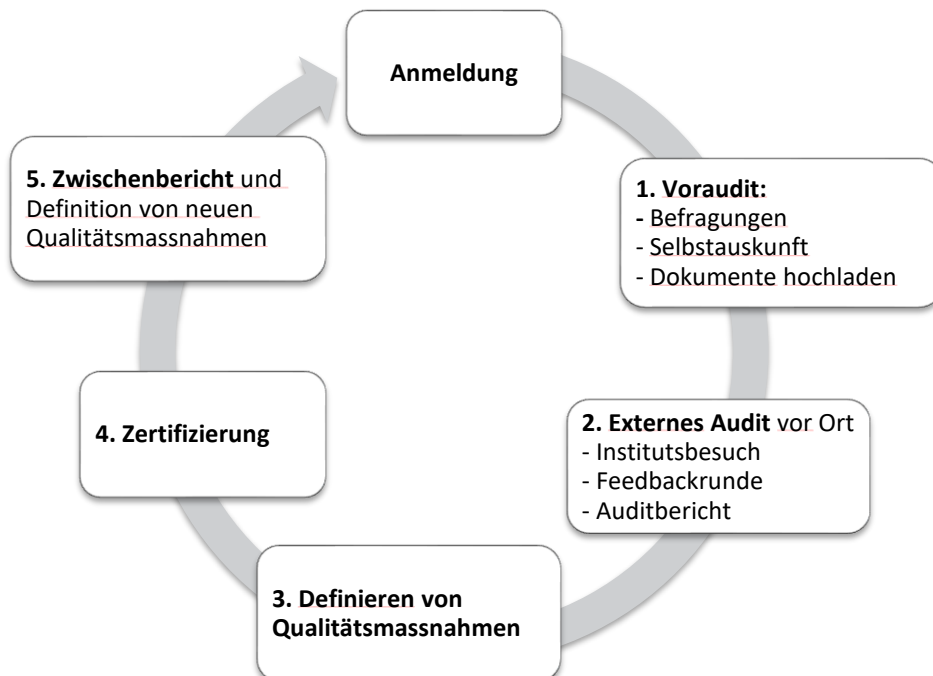 Anmeldung
1. Voraudit:
- Befragungen
- Selbstauskunft
- Dokumente hochladen
2. Externes Audit vor Ort
- Institutsbesuch
- Feedbackrunde
- Auditbericht
3. Definieren von
Qualitätsmassnahmen
4. Zertifizierung
5. Zwischenbericht und
Definition von neuen
Qualitätsmassnahmen